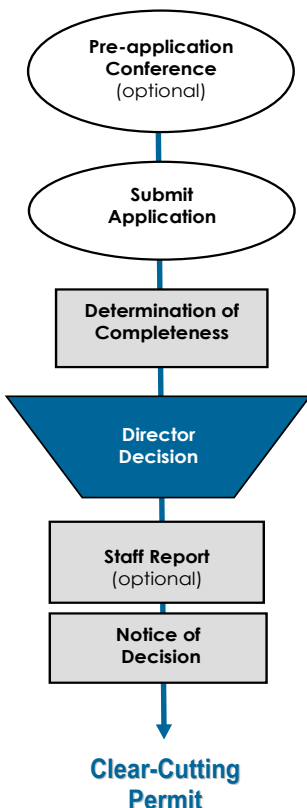 Pre-application
Conference
(optional)
Submit
Application
Determination of
Completeness
Director
Decision
Staff Report
(optional)
Notice of
Decision
Clear-Cutting
Permit